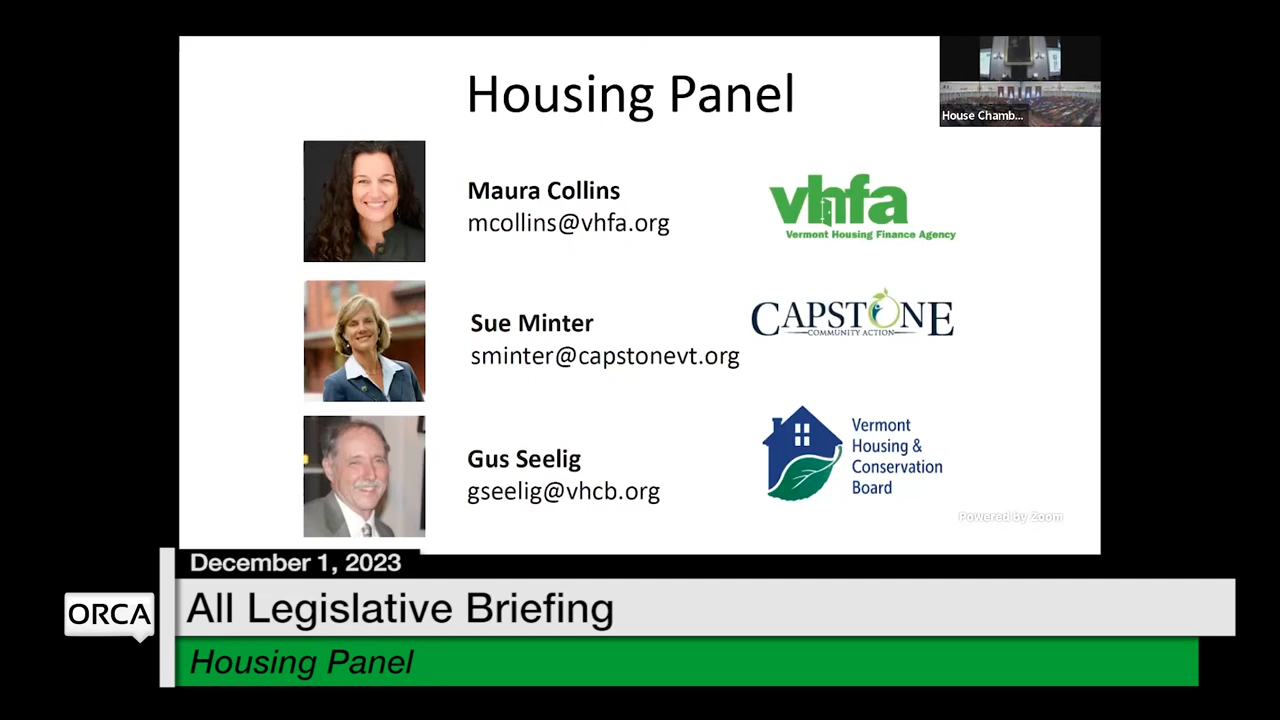 Housing Panel
House Chamb...
Maura Collins
mcollins@vhfa.org
vhfa
Vermont Housing Finance Agency
Sue Minter
sminter@capstonevt.org
CAPSTONE
COMMUNITY ACTION
Gus Seelig
gseelig@vhcb.org
Vermont
Housing &
Conservation
Board
Powered by Zoom
December 1, 2023
ORCA
All Legislative Briefing
Housing Panel